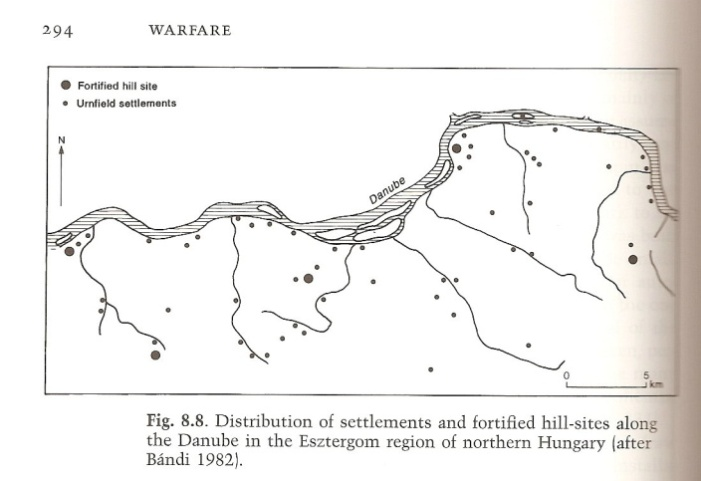 294 WARFARE
Fortified hill site
Urnfield settlements
N
Danube
0 5
km
Fig. 8.8. Distribution of settlements and fortified hill-sites along
the Danube in the Esztergom region of northern Hungary (after
Bándi 1982).